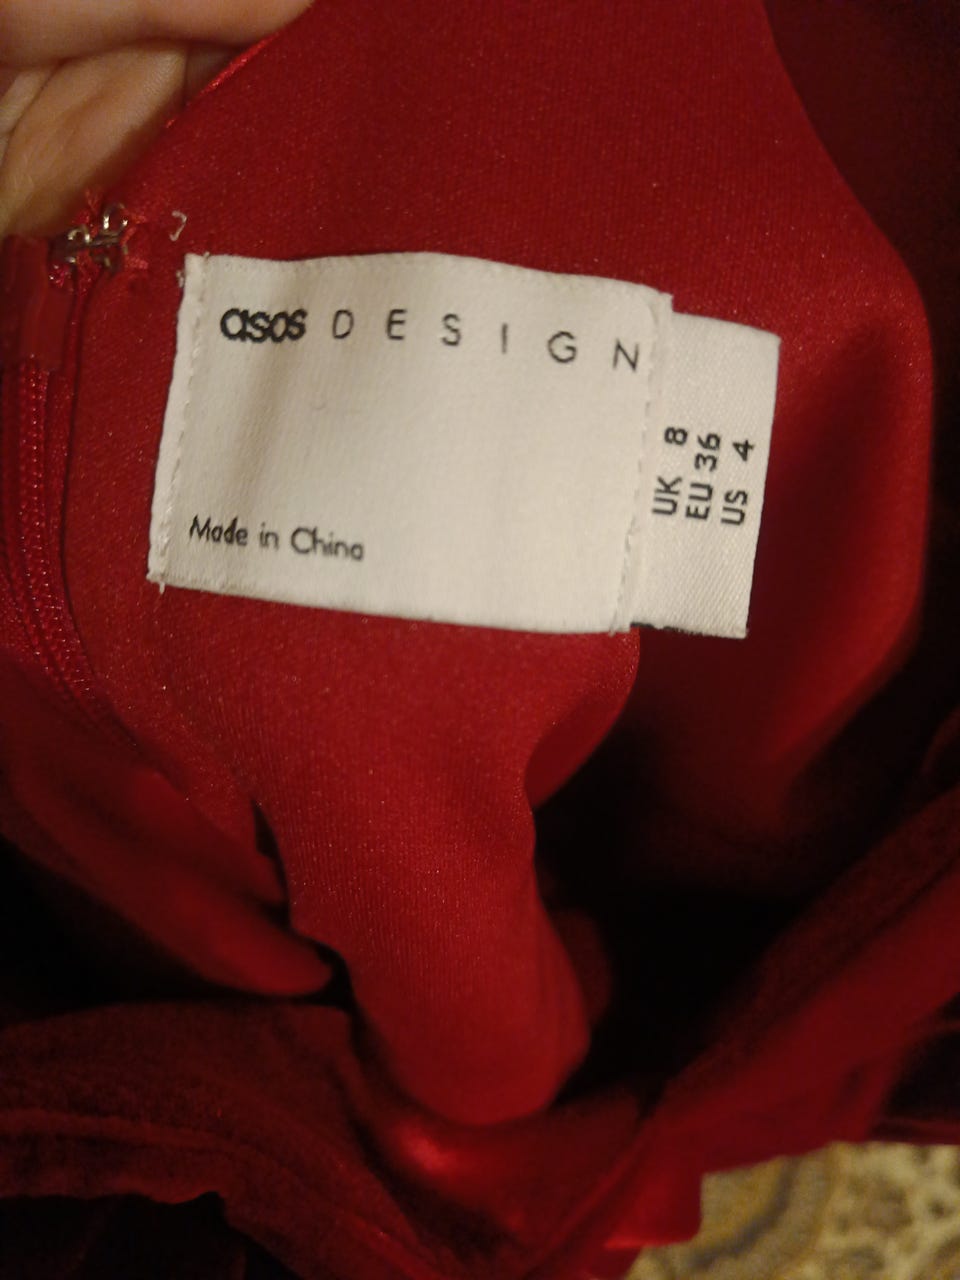 asos DESIGN
Made in China
UK 8
EU 36
US 4